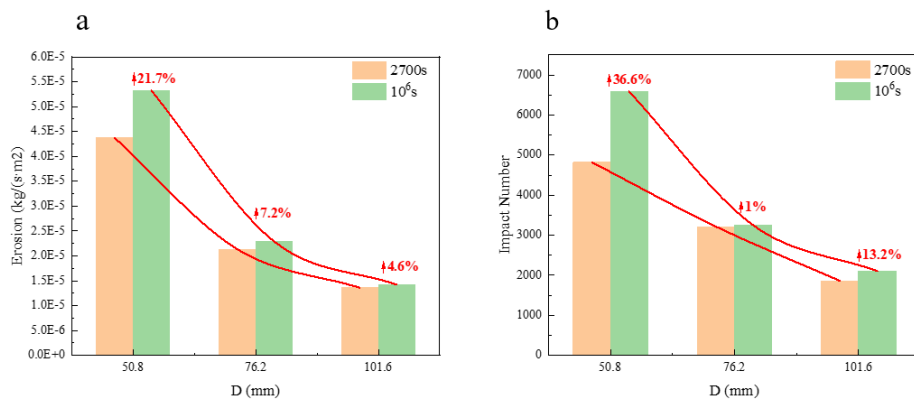 a
6.0E-5
5.5E-5
5.0E-5
4.5E-5
4.0E-5
3.5E-5
3.0E-5
2.5E-5
2.0E-5
1.5E-5
1.0E-5
5.0E-6
0.0E+0
Erosion (kg/(s·m2)
21.7%
7.2%
4.6%
2700s
10⁶s
50.8
76.2
101.6
D (mm)
b
7000
6000
5000
4000
3000
2000
1000
0
Impact Number
36.6%
1%
13.2%
2700s
10⁶s
50.8
76.2
101.6
D (mm)